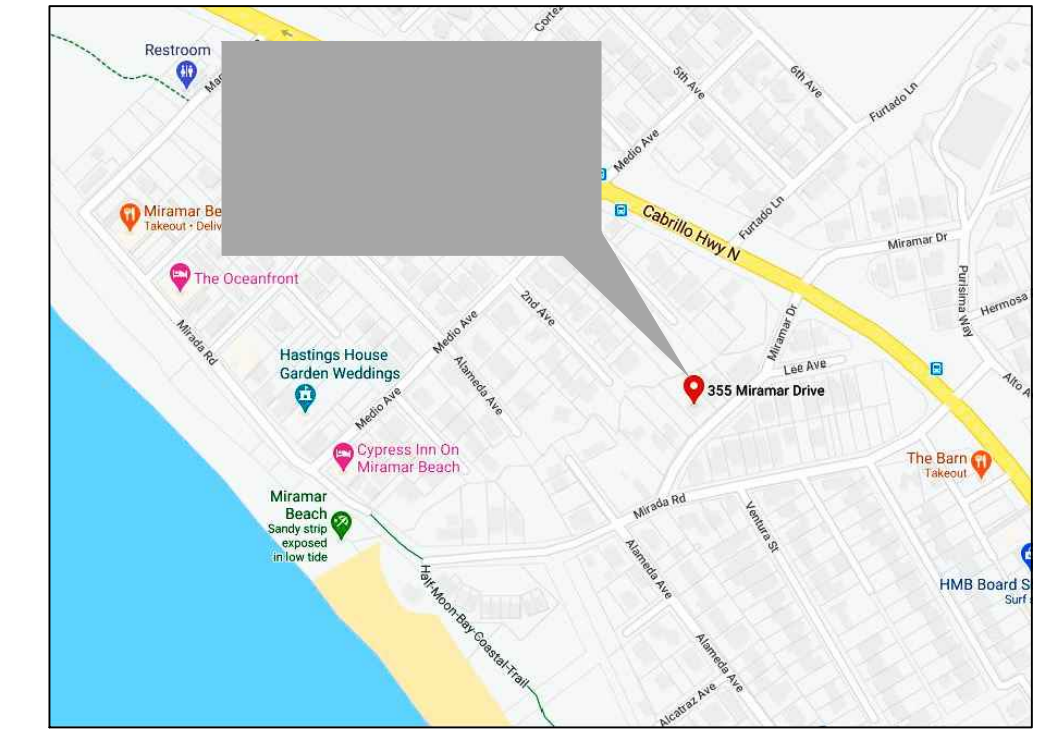 Restroom
Cortez
5th Ave
6th Ave
Furtado Ln
Medio Ave
Miramar Be
Takeout • Deliv
Cabrillo Hwy N
Furtado Ln
Miramar Dr
The Oceanfront
Purisima Way
Hermosa
2nd Ave
Mirada Rd
Medio Ave
Miramar Dr
Hastings House
Garden Weddings
Alameda Ave
Lee Ave
355 Miramar Drive
Alto A
Medio Ave
Cypress Inn On
Miramar Beach
The Barn
Takeout
Miramar
Beach
Sandy strip
exposed
in low tide
Mirada Rd
Ventura St
Alameda Ave
Half-Moon-Bay-Coastal-Trail
HMB Board S
Surf s
Alameda Ave
Alcatraz Ave